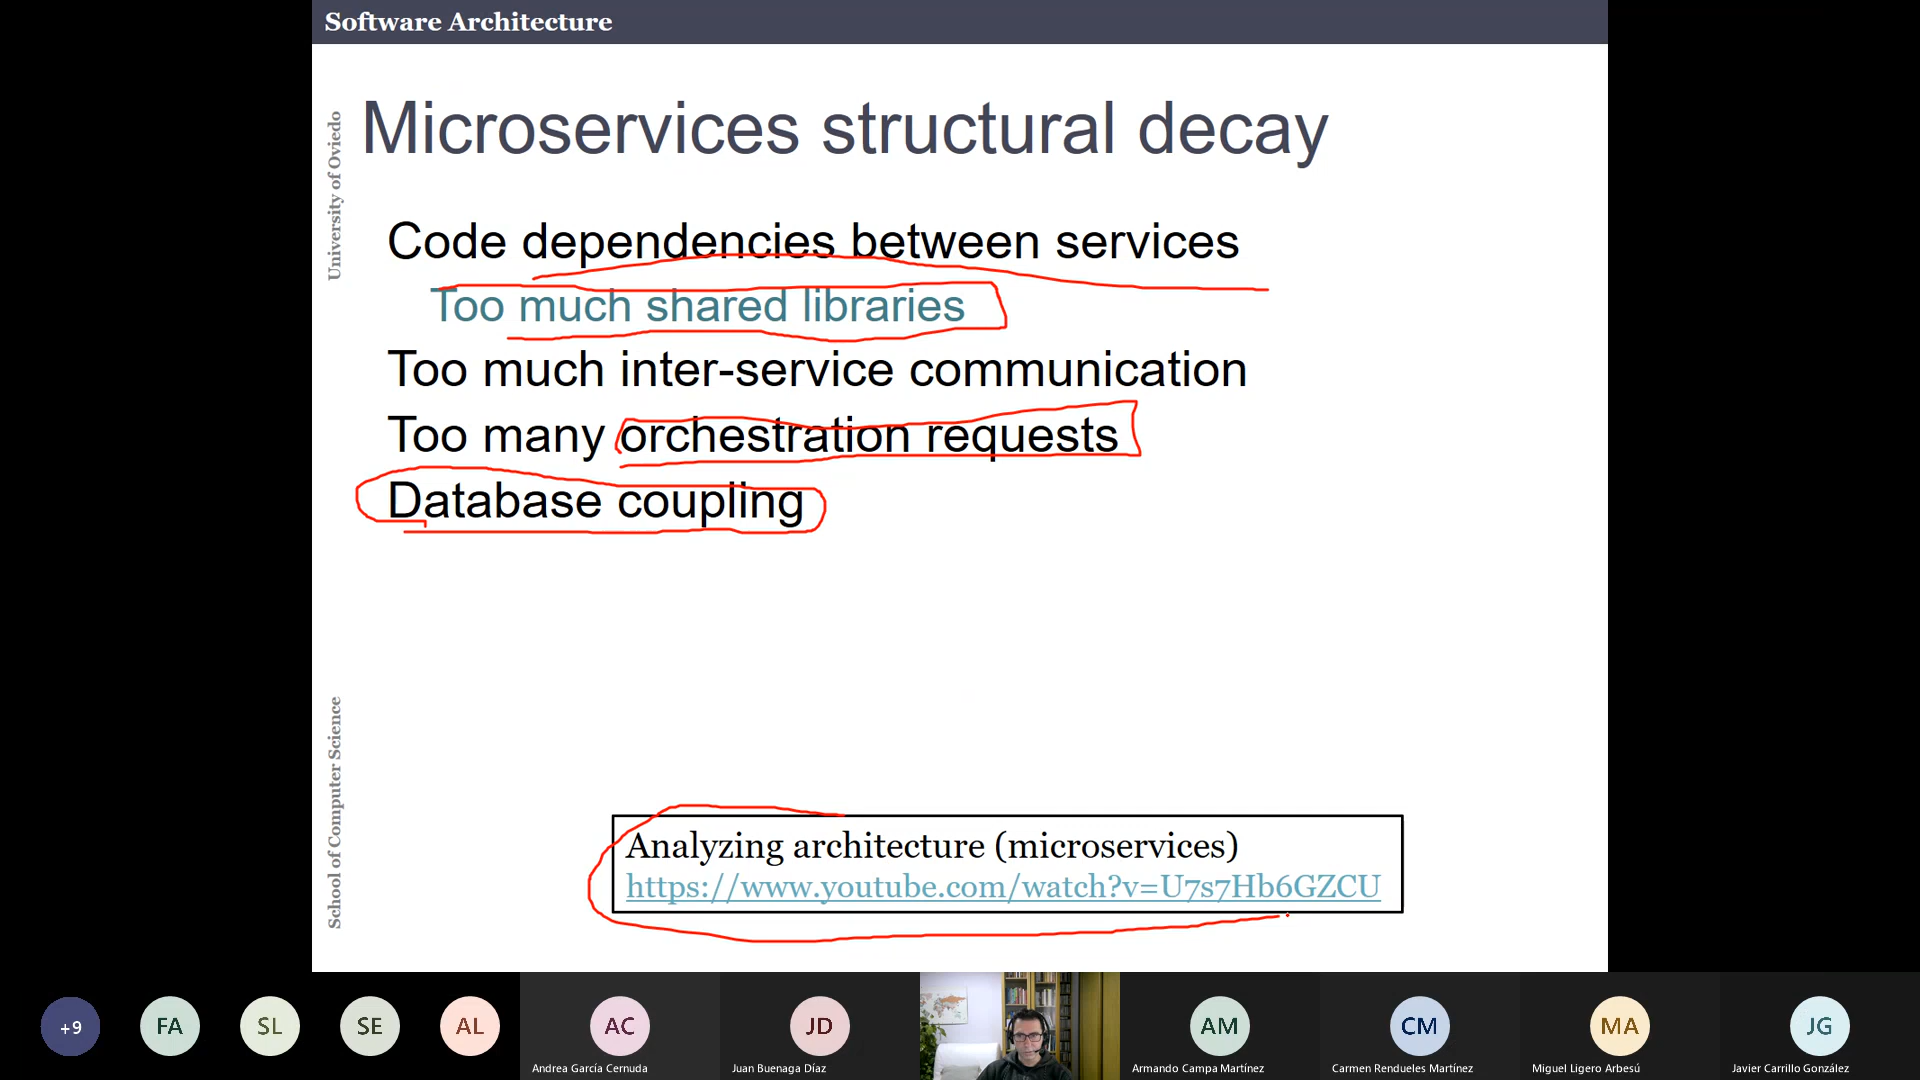 Software Architecture
University of Oviedo
Microservices structural decay
Code dependencies between services
Too much shared libraries
Too much inter-service communication
Too many orchestration requests
Database coupling
School of Computer Science
Analyzing architecture (microservices)
https://www.youtube.com/watch?v=U7s7Hb6GZCU
+9
FA
SL
SE
AL
AC
JD
AM
CM
MA
JG
Andrea García Cernuda
Juan Buenaga Díaz
Armando Campa Martínez
Carmen Rendueles Martínez
Miguel Ligero Arbesú
Javier Carrillo González